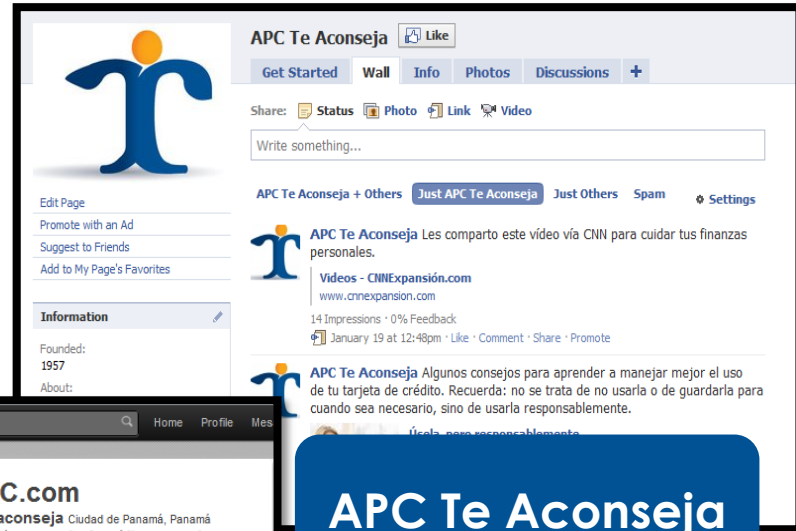 APC Te Aconseja Like
Get Started Wall Info Photos Discussions +
Share: Status Photo Link Video
Write something...
APC Te Aconseja + Others Just APC Te Aconseja Just Others Spam Settings
Edit Page
Promote with an Ad
Suggest to Friends
Add to My Page's Favorites
Information
Founded:
1957
About:
APC Te Aconseja Les comparto este vídeo vía CNN para cuidar tus finanzas
personales.
Videos - CNNExpansión.com
www.cnnexpansion.com
14 Impressions · 0% Feedback
January 19 at 12:48pm · Like · Comment · Share · Promote
APC Te Aconseja Algunos consejos para aprender a manejar mejor el uso
de tu tarjeta de crédito. Recuerda: no se trata de no usarla o de guardarla para
cuando sea necesario, sino de usarla responsablemente.
Úsela, pero responsablemente
Home Profile Mes
C.com
aconseja Ciudad de Panamá, Panamá
APC Te Aconseja